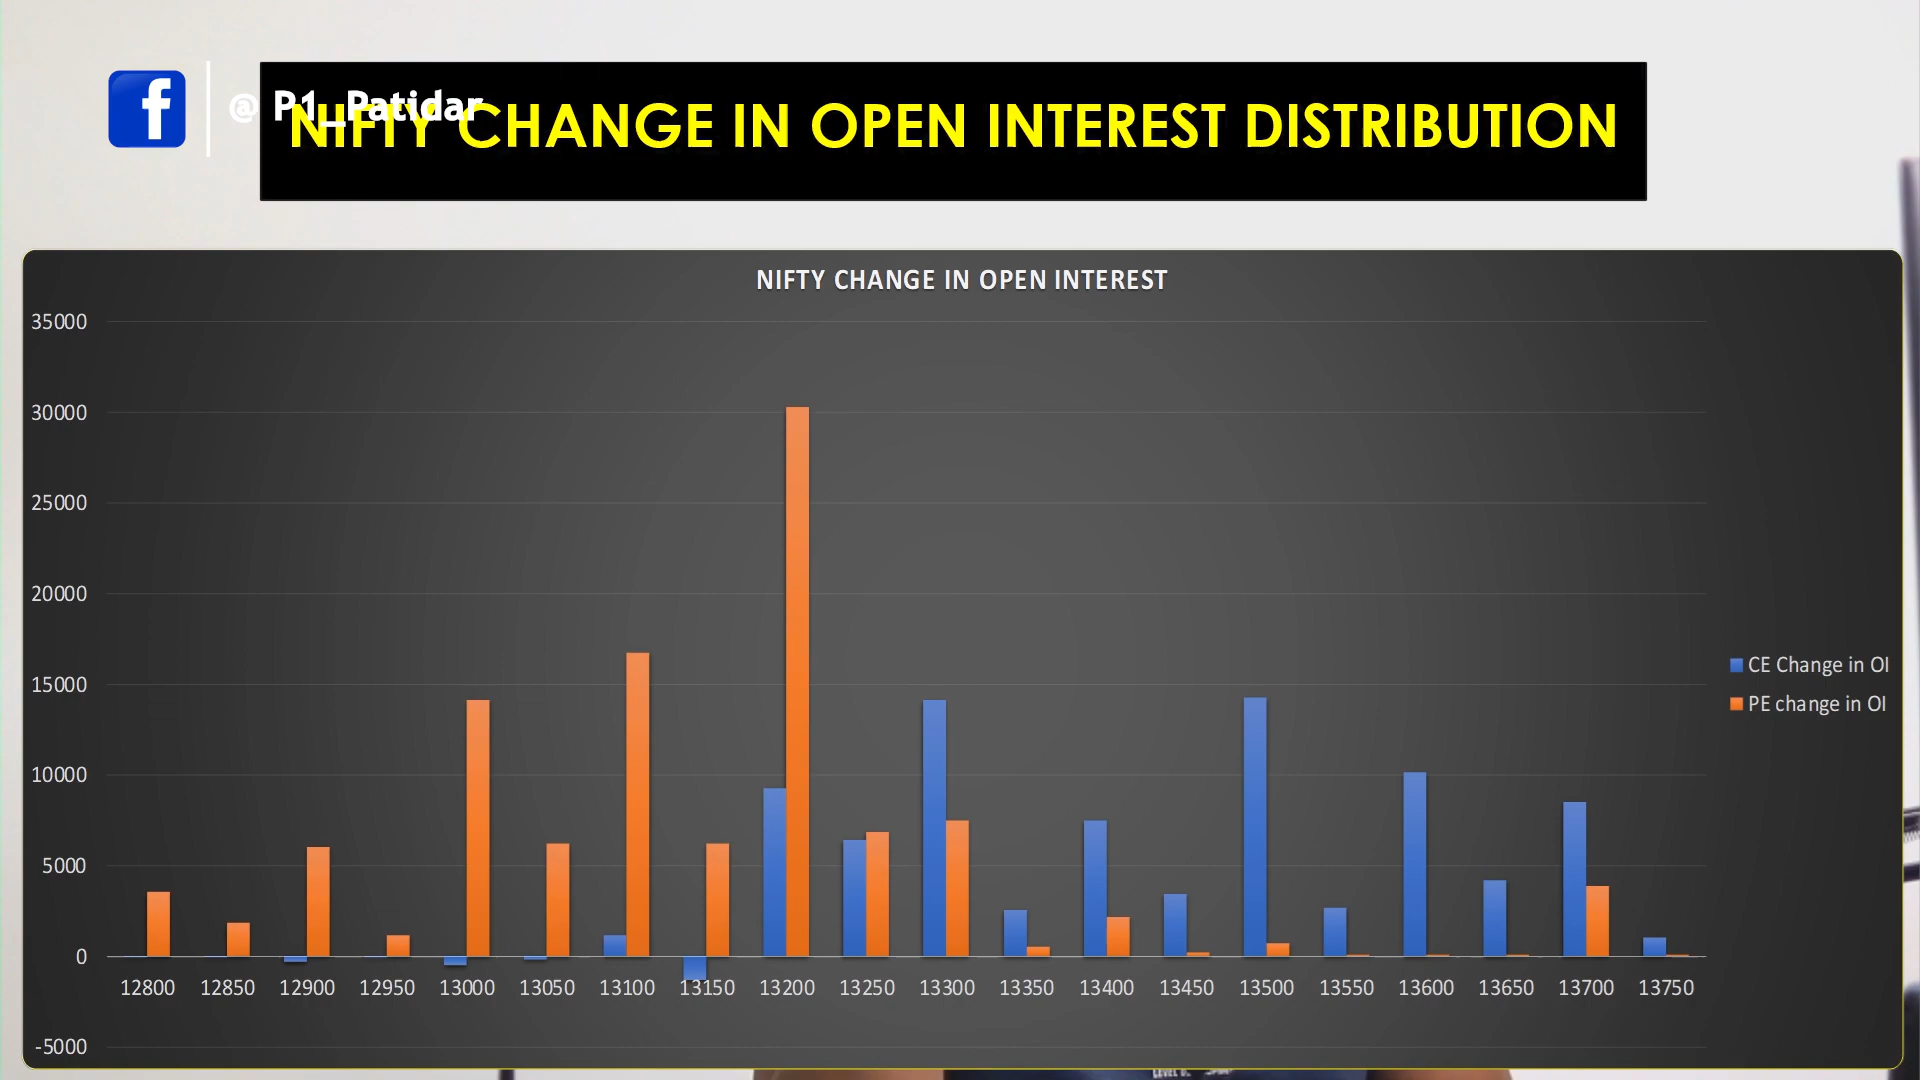 f
@ P1_Patidar
NIFTY CHANGE IN OPEN INTEREST DISTRIBUTION
NIFTY CHANGE IN OPEN INTEREST
35000
30000
25000
20000
15000
10000
5000
0
-5000
12800 12850 12900 12950 13000 13050 13100 13150 13200 13250 13300 13350 13400 13450 13500 13550 13600 13650 13700 13750
CE Change in OI
PE change in OI